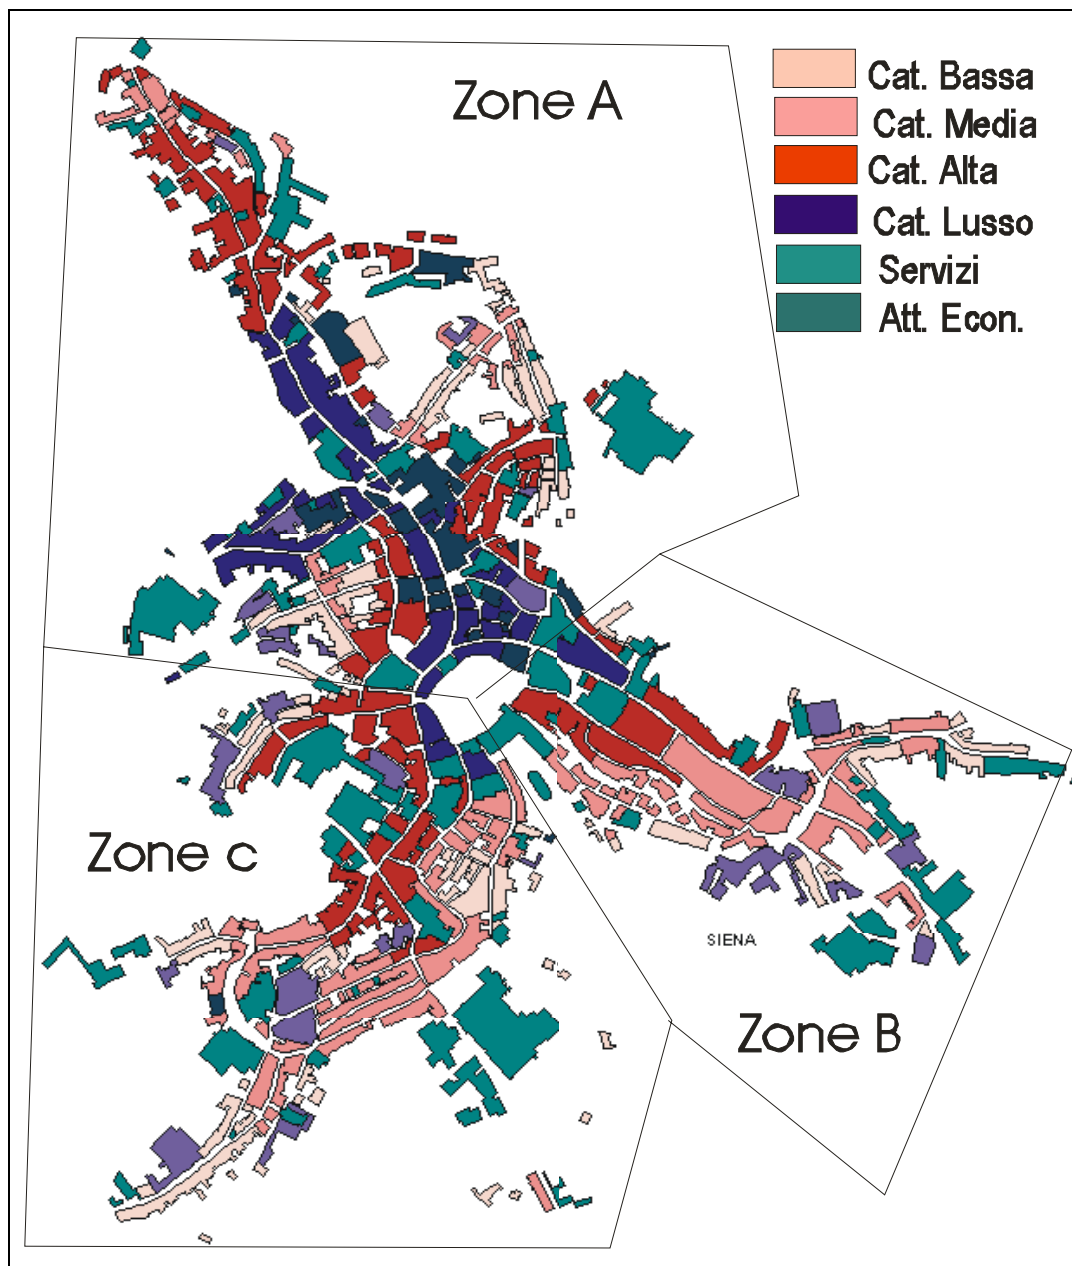 Zone A
Cat. Bassa
Cat. Media
Cat. Alta
Cat. Lusso
Servizi
Att. Econ.
Zone c
SIENA
Zone B